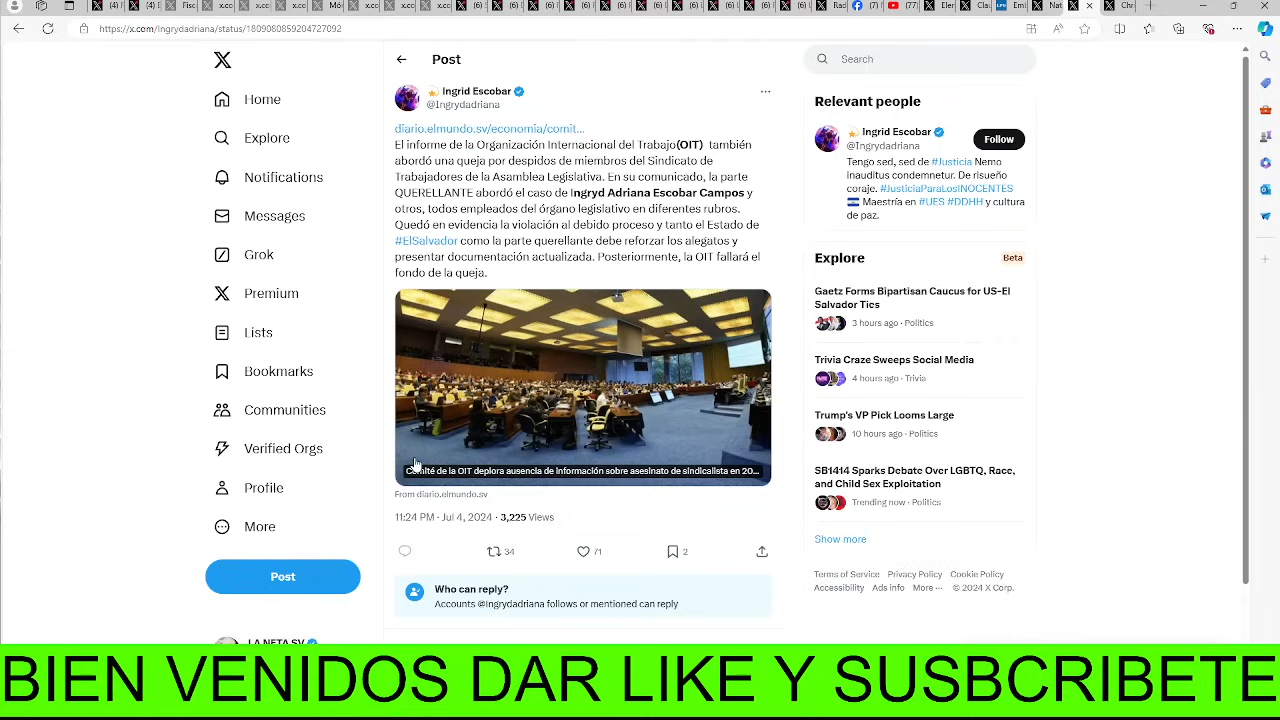 https://x.com/Ingrydadriana/status/1809080859204727092
Home
Explore
Notifications
Messages
Grok
Premium
Lists
Bookmarks
Communities
Verified Orgs
Profile
More
Post
LA NETA SV
Post
Ingrid Escobar
@Ingrydadriana
diario.elmundo.sv/economia/comit...
El informe de la Organización Internacional del Trabajo(OIT) también
abordó una queja por despidos de miembros del Sindicato de
Trabajadores de la Asamblea Legislativa. En su comunicado, la parte
QUERELLANTE abordó el caso de Ingryd Adriana Escobar Campos y
otros, todos empleados del órgano legislativo en diferentes rubros.
Quedó en evidencia la violación al debido proceso y tanto el Estado de
#ElSalvador como la parte querellante debe reforzar los alegatos y
presentar documentación actualizada. Posteriormente, la OIT fallará el
fondo de la queja.
Comité de la OIT deplora ausencia de información sobre asesinato de sindicalista en 20...
From diario.elmundo.sv
11:24 PM · Jul 4, 2024 · 3,225 Views
34
71
2
Who can reply?
Accounts @Ingrydadriana follows or mentioned can reply
Search
Relevant people
Ingrid Escobar
@Ingrydadriana
Follow
Tengo sed, sed de #Justicia Nemo
Inauditus condemnetur. De risueño
coraje. #JusticiaParaLosINOCENTES
Maestría en #UES #DDHH y cultura
de paz.
Explore
Beta
Gaetz Forms Bipartisan Caucus for US-El
Salvador Ties
3 hours ago · Politics
Trivia Craze Sweeps Social Media
4 hours ago · Trivia
Trump's VP Pick Looms Large
10 hours ago · Politics
SB1414 Sparks Debate Over LGBTQ, Race,
and Child Sex Exploitation
Trending now · Politics
Show more
Terms of Service Privacy Policy Cookie Policy
Accessibility Ads info More ··· © 2024 X Corp.
BIEN VENIDOS DAR LIKE Y SUSBCRIBETE